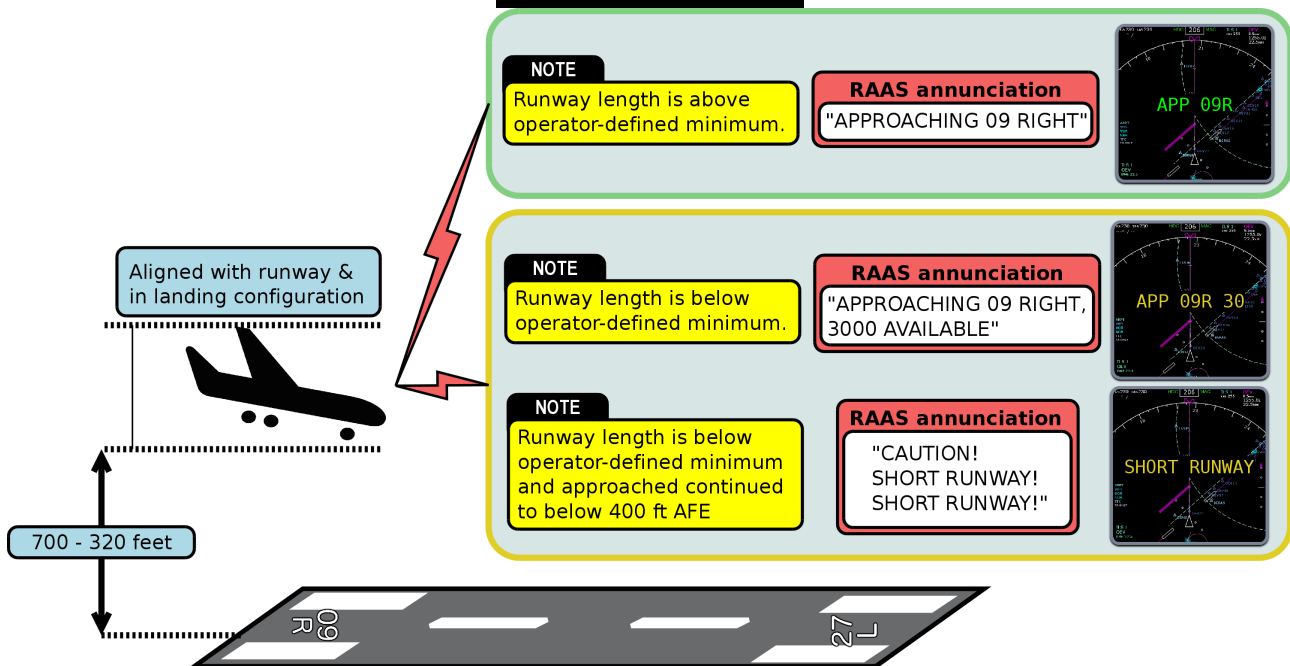 NOTE
Runway length is above
operator-defined minimum.
RAAS annunciation
"APPROACHING 09 RIGHT"
206
APP 09R
Aligned with runway &
in landing configuration
NOTE
Runway length is below
operator-defined minimum.
RAAS annunciation
"APPROACHING 09 RIGHT,
3000 AVAILABLE"
206
APP 09R 30
NOTE
Runway length is below
operator-defined minimum
and approached continued
to below 400 ft AFE
RAAS annunciation
"CAUTION!
SHORT RUNWAY!
SHORT RUNWAY!"
206
SHORT RUNWAY
700 - 320 feet
09
R
27
L